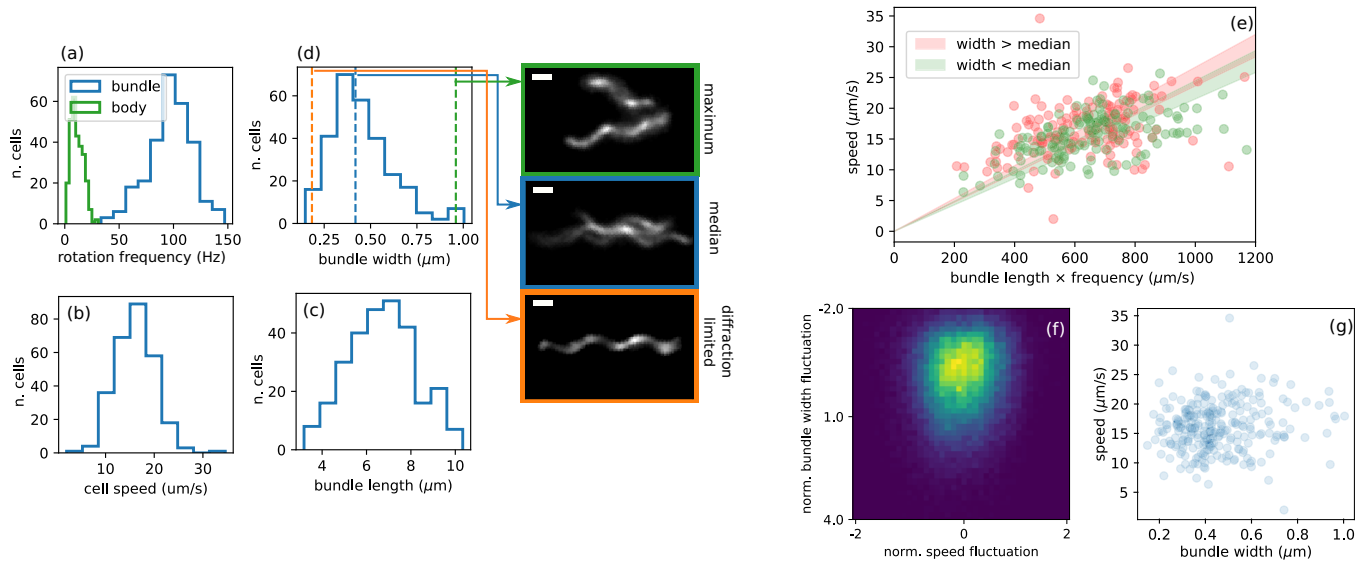 (a)
bundle
body
60
40
20
0
n. cells
0
50
100
150
rotation frequency (Hz)
(d)
60
40
20
0
n. cells
0.25
0.50
0.75
1.00
bundle width (μm)
maximum
median
diffraction
limited
(b)
80
60
40
20
0
n. cells
10
20
30
cell speed (um/s)
(c)
40
20
0
n. cells
4
6
8
10
bundle length (μm)
(e)
width > median
width < median
35
30
25
20
15
10
5
0
speed (μm/s)
0
200
400
600
800
1000
1200
bundle length × frequency (μm/s)
(f)
-2.0
1.0
4.0
norm. bundle width fluctuation
-2
0
2
norm. speed fluctuation
(g)
35
30
25
20
15
10
5
speed (μm/s)
0.2
0.4
0.6
0.8
1.0
bundle width (μm)